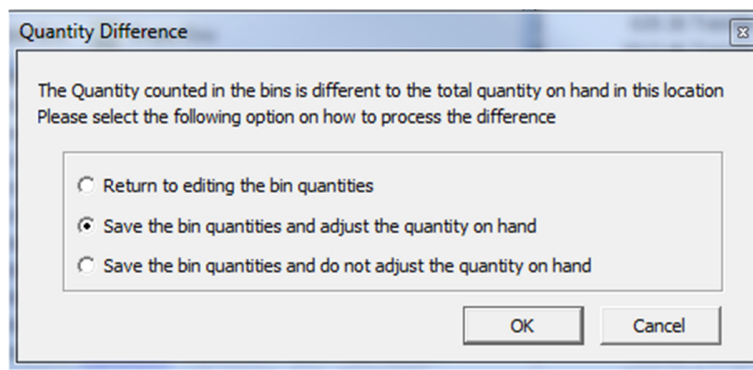 Quantity Difference
The Quantity counted in the bins is different to the total quantity on hand in this location
Please select the following option on how to process the difference
Return to editing the bin quantities
Save the bin quantities and adjust the quantity on hand
Save the bin quantities and do not adjust the quantity on hand
OK Cancel